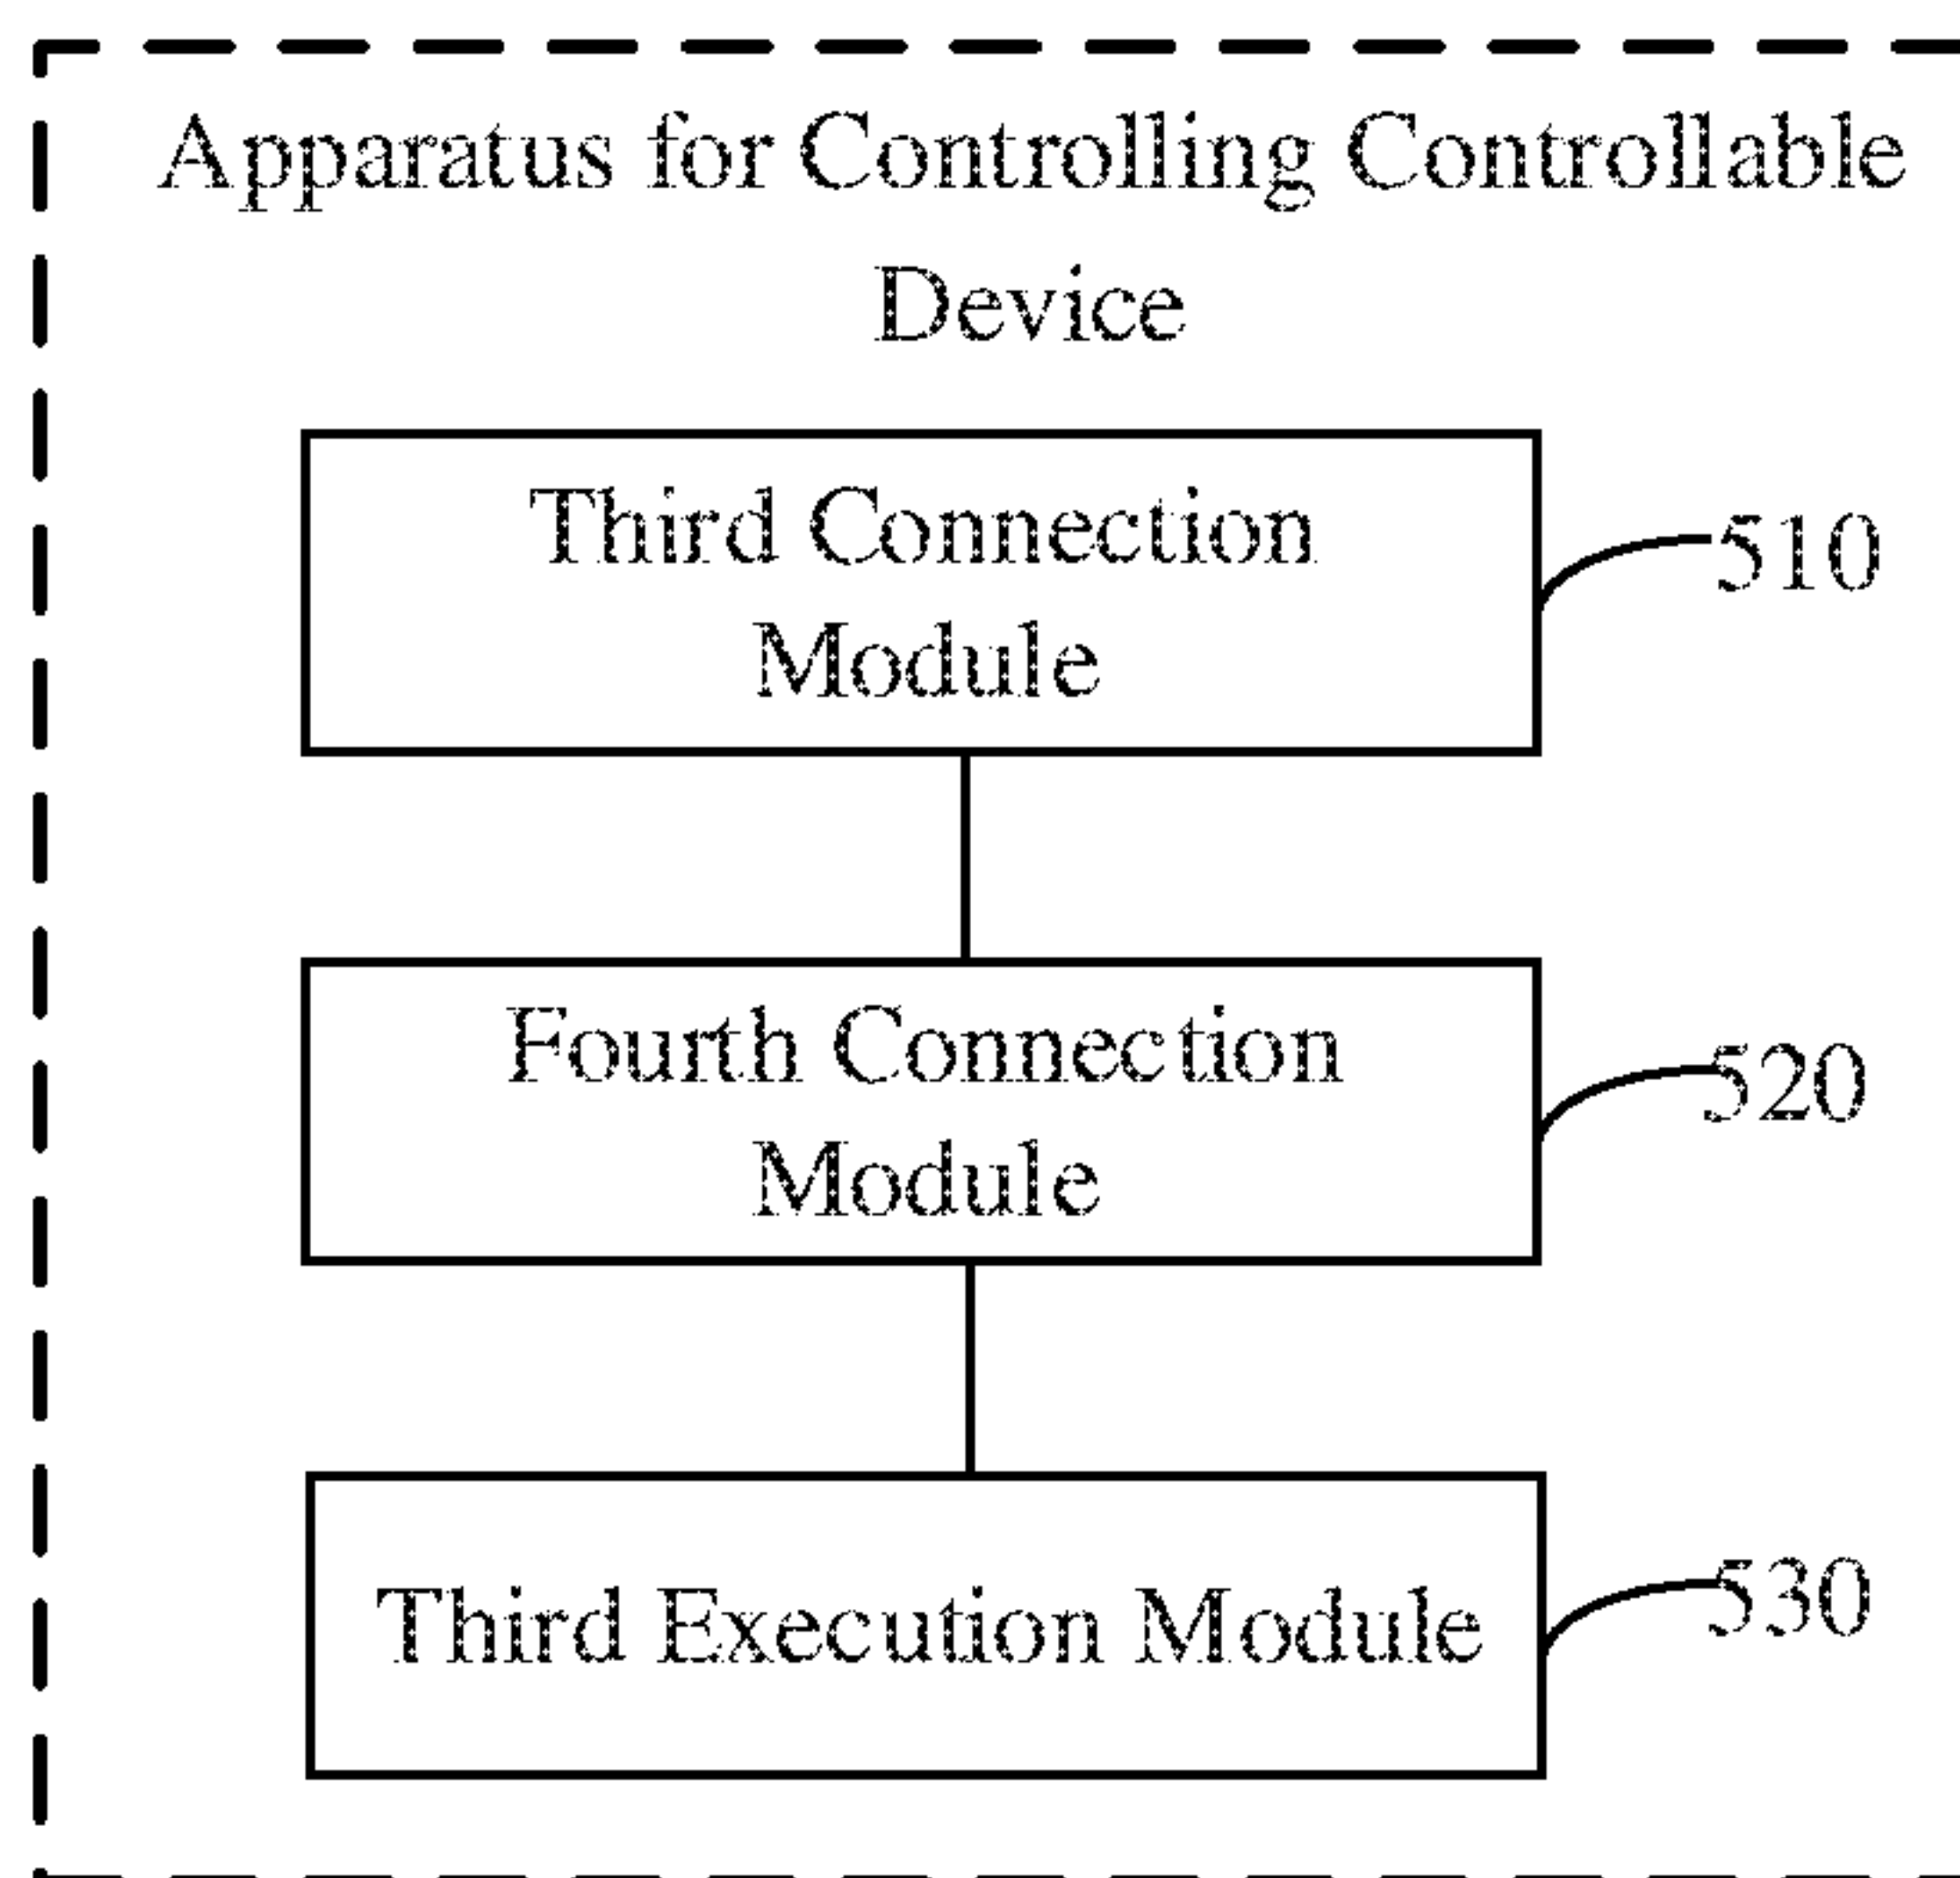 Apparatus for Controlling Controllable
Device
Third Connection
Module
510
Fourth Connection
Module
520
Third Execution Module
530